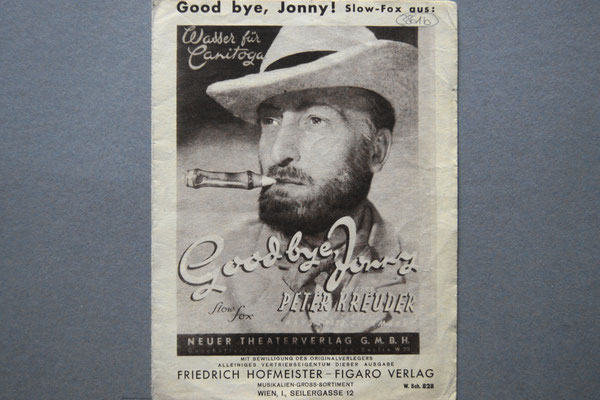 Good bye, Jonny! Slow-Fox aus:
Wasser für
Canitoga
Good bye, Jonny
Slow fox
PETER KREUDER
NEUER THEATERVERLAG G.M.B.H.
MIT BEWILLIGUNG DES ORIGINALVERLEGERS
ALLEINIGES VERTRIEBSEIGENTUM DIESER AUSGABE
FRIEDRICH HOFMEISTER – FIGARO VERLAG
MUSIKALIEN-GROSS-SORTIMENT
WIEN, I., SEILERGASSE 12
W. Sch. 828